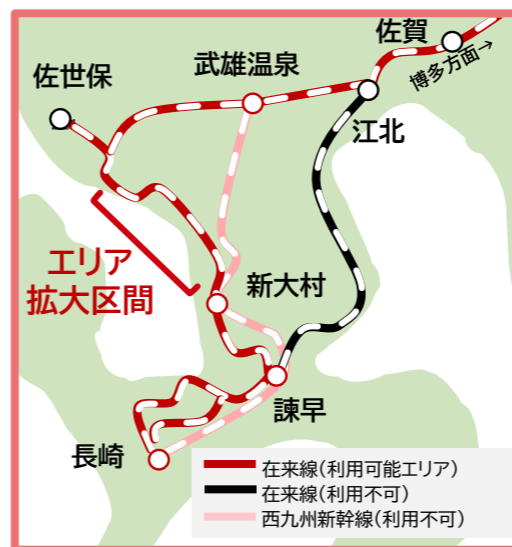 佐賀
博多方面→
武雄温泉
佐世保
江北
エリア
拡大区間
新大村
諫早
長崎
在来線(利用可能エリア)
在来線(利用不可)
西九州新幹線(利用不可)